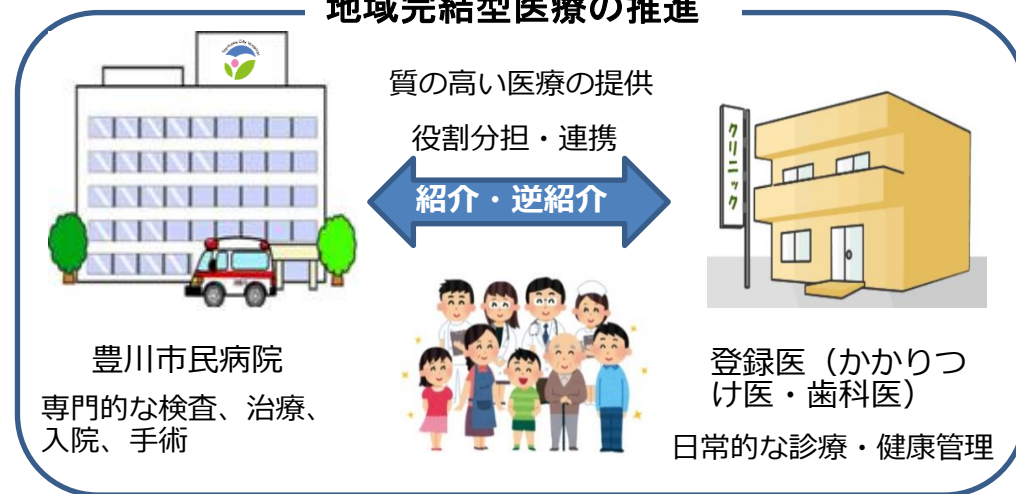 地域完結型医療の推進
質の高い医療の提供
役割分担・連携
紹介・逆紹介
クリニック
豊川市民病院
専門的な検査、治療、
入院、手術
登録医（かかりつ
け医・歯科医）
日常的な診療・健康管理